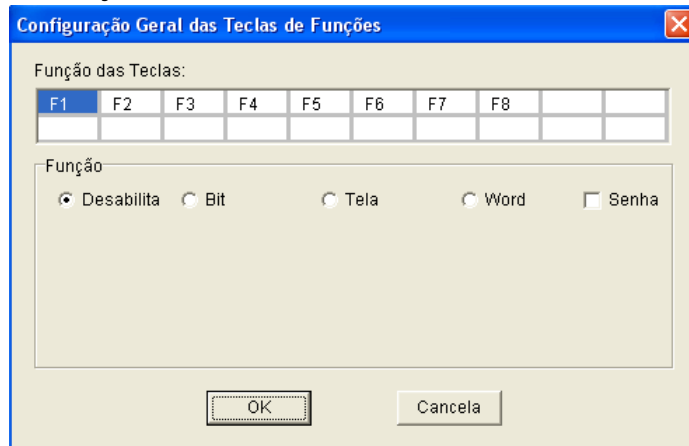 Configuração Geral das Teclas de Funções
Função das Teclas:
F1 F2 F3 F4 F5 F6 F7 F8
Função
Desabilita Bit Tela Word Senha
OK Cancela